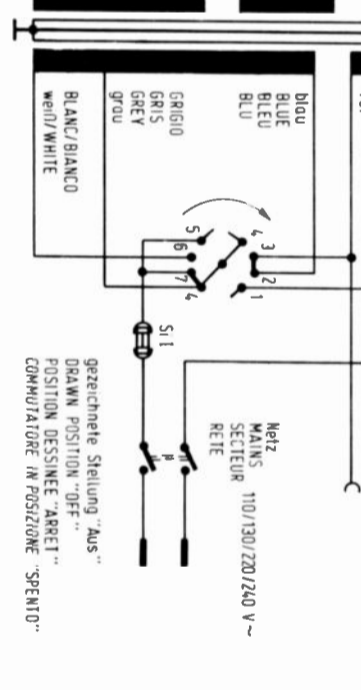 blau
BLUE
BLEU
BLU
GRIGIO
GRIS
GREY
grau
BLANC/BIANCO
weiß/WHITE
4
3
2
1
5
6
7
4
Si 1
Netz
MAINS 110/130/220/240 V~
SECTEUR
RETE
gezeichnete Stellung "Aus"
DRAWN POSITION "OFF"
POSITION DESSINEE "ARRET"
COMMUTATORE IN POSIZIONE "SPENTO"